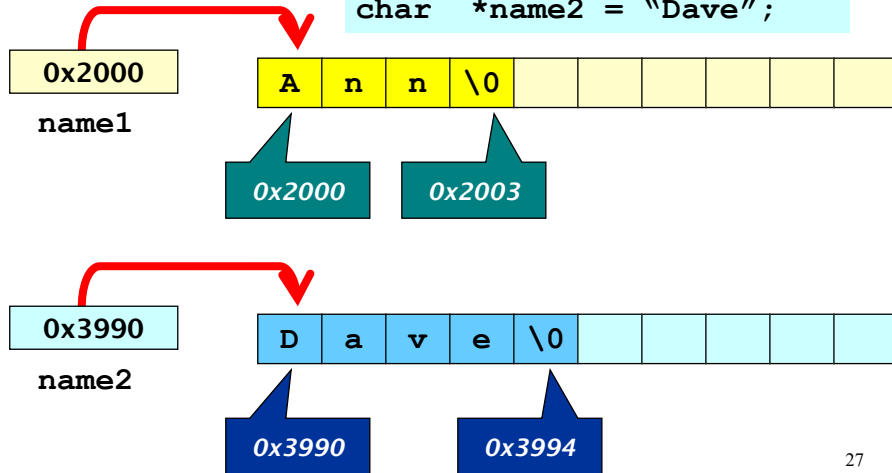 char *name2 = “Dave”;
0x2000
A n n \0
name1
0x2000 0x2003
0x3990
D a v e \0
name2
0x3990 0x3994
27